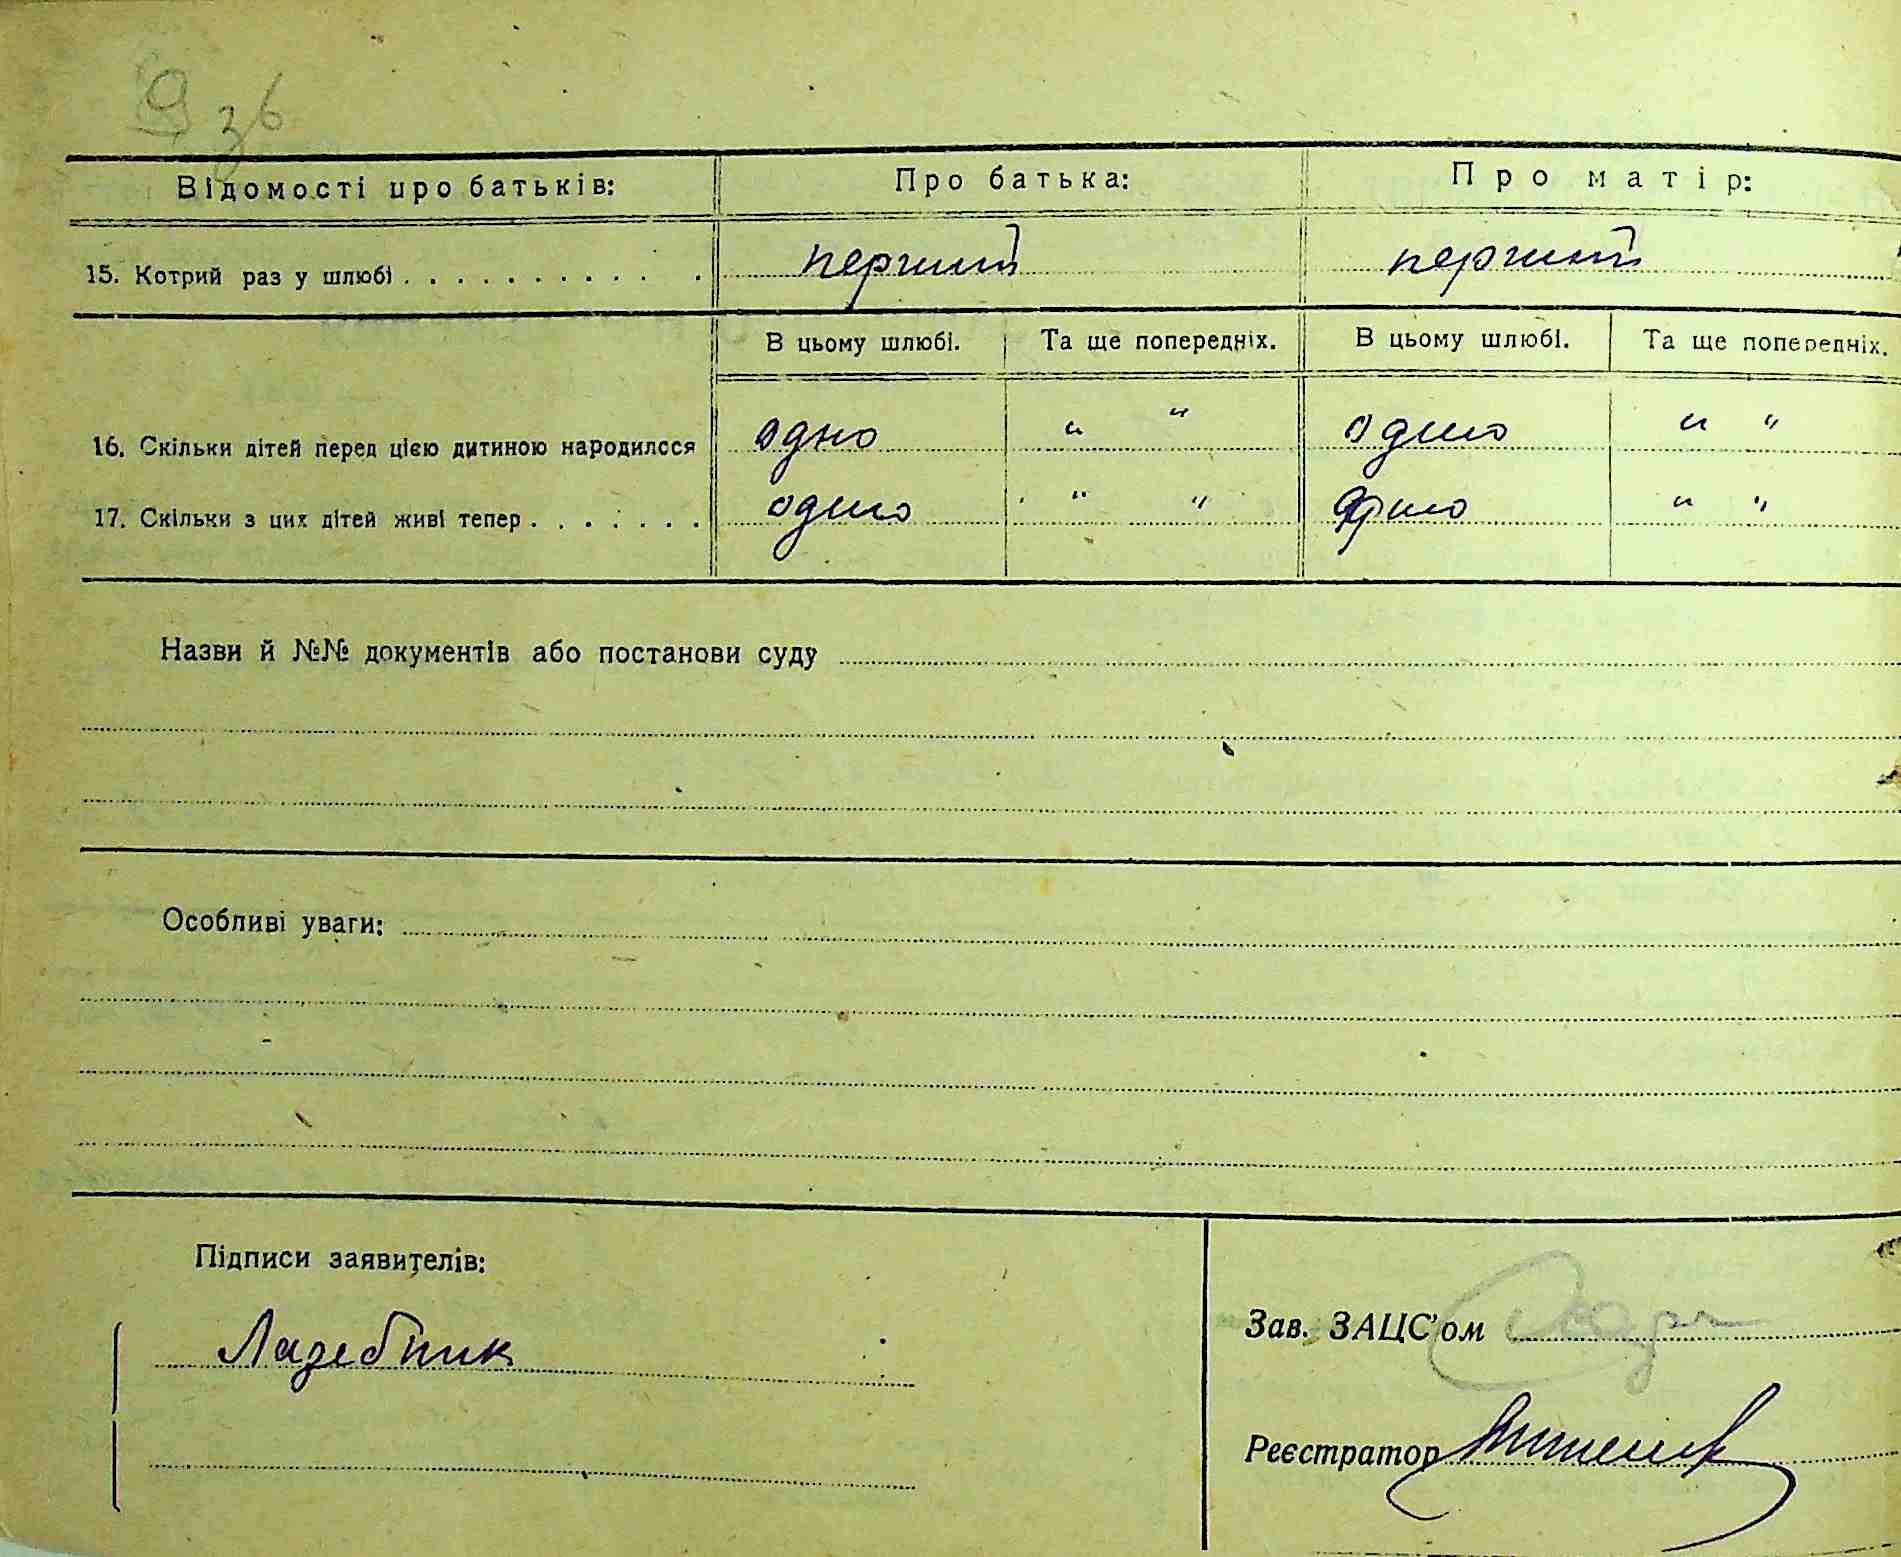 9 зв
Відомості про батьків: Про батька: Про матір:
15. Котрий раз у шлюбі . . . . . . . . . . . перший перший
В цьому шлюбі. Та ще попередніх. В цьому шлюбі. Та ще попередніх.
16. Скільки дітей перед цією дитиною народилося одно " " одно " "
17. Скільки з цих дітей живі тепер . . . . . . . одно " " одно " "
Назви й №№ документів або постанови суду
Особливі уваги:
Підписи заявителів:
Лазебник
Зав. ЗАЦС'ом
Реєстратор